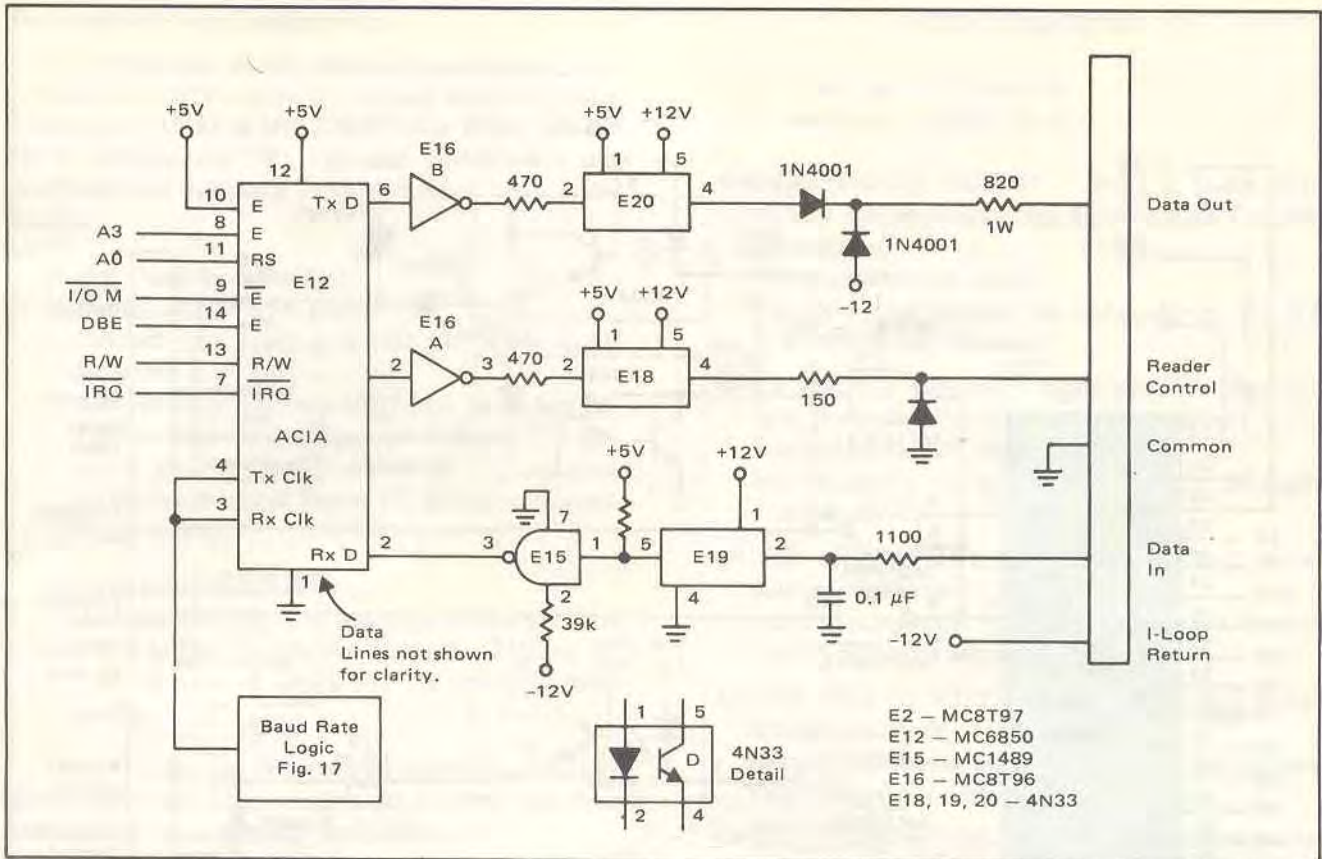 +5V
+5V
12
10
E
8
E
A3
11
RS
A0
E12
9
E̅
I/O M
14
E
DBE
13
R/W
R/W
7
IRQ
IRQ
ACIA
4
Tx Clk
3
Rx Clk
Rx D
2
1
Tx D
6
E16
B
470
2
+5V
+12V
1
5
E20
4
1N4001
1N4001
-12
820
1W
Data Out
2
E16
A
3
470
2
+5V
+12V
1
5
E18
4
150
Reader
Control
Common
3
7
E15
1
2
39k
-12V
+5V
5
E19
4
+12V
1
2
1100
0.1 μF
Data
In
-12V
I-Loop
Return
Data
Lines not shown
for clarity.
Baud Rate
Logic
Fig. 17
1
5
D
2
4
4N33
Detail
E2 — MC8T97
E12 — MC6850
E15 — MC1489
E16 — MC8T96
E18, 19, 20 — 4N33